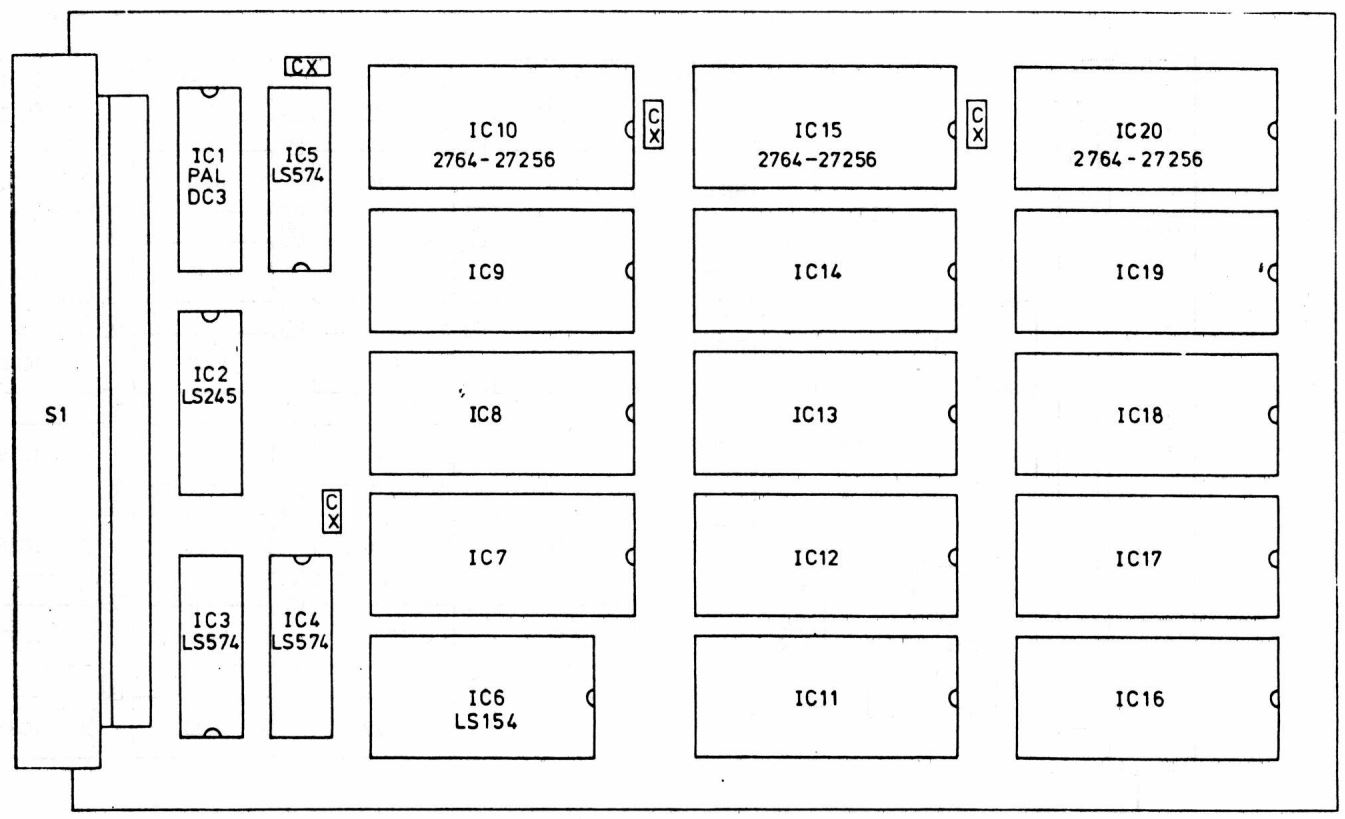 CX
IC1
PAL
DC3
IC5
LS574
IC10
2764-27256
CX
IC15
2764-27256
CX
IC20
2764-27256
IC9
IC14
IC19
S1
IC2
LS245
IC8
IC13
IC18
CX
IC7
IC12
IC17
IC3
LS574
IC4
LS574
IC6
LS154
IC11
IC16